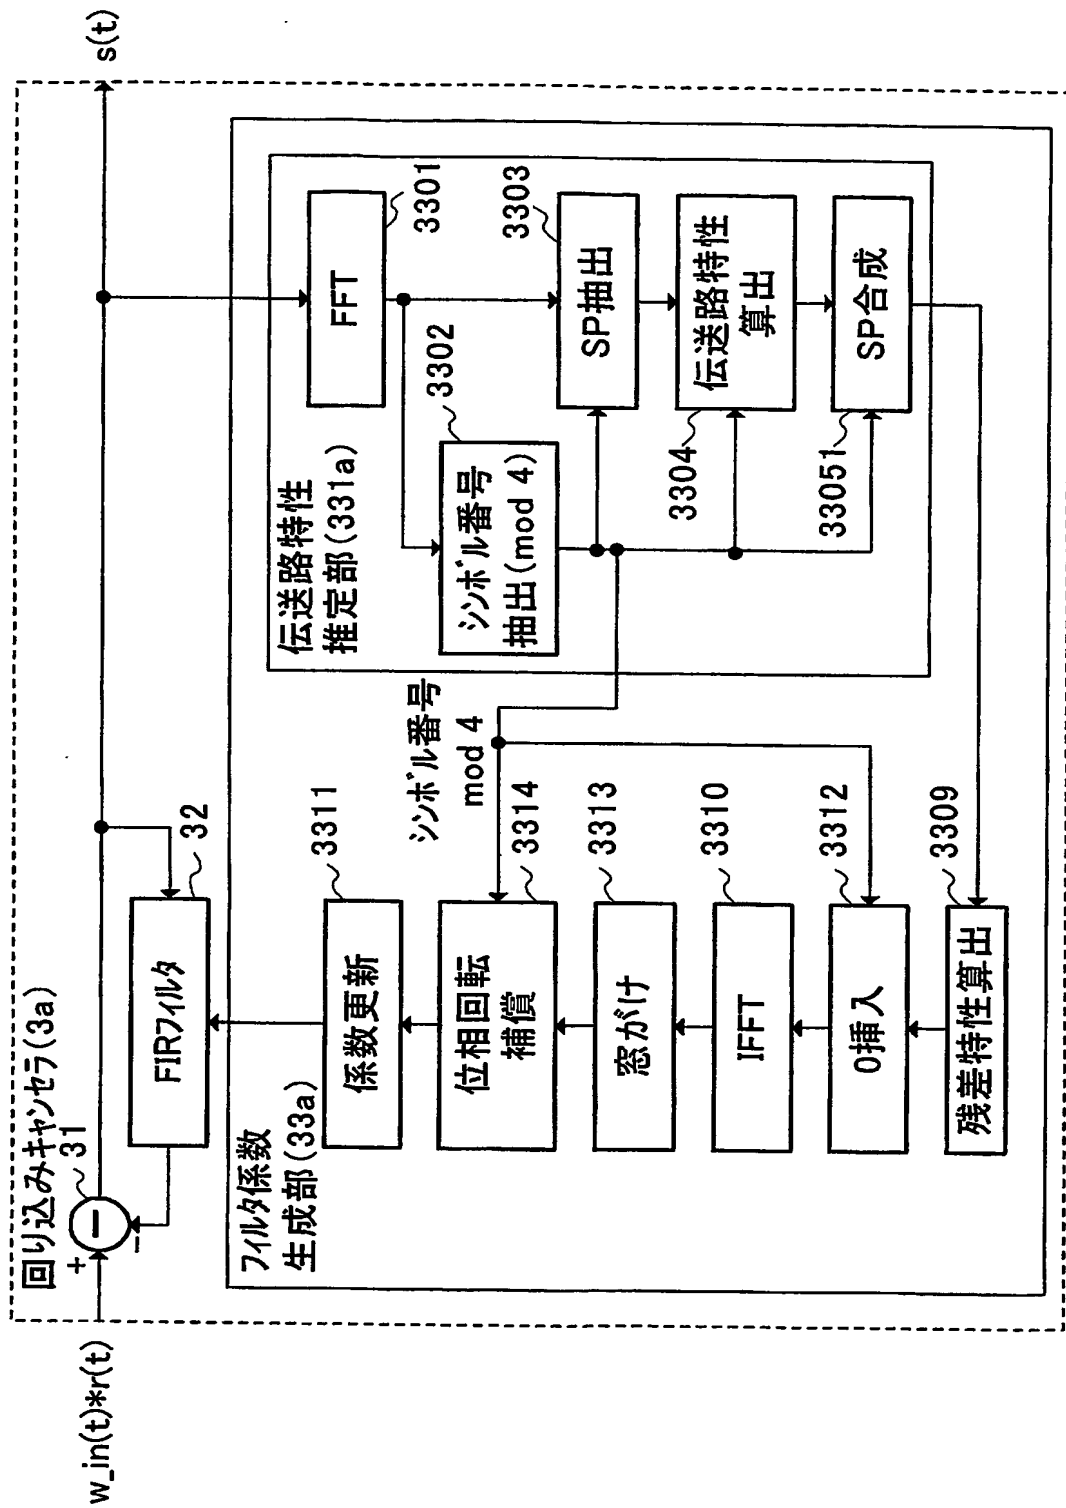 回り込みキャンセラ(3a)
w_in(t)*r(t)
+
31
−
−
s(t)
FIRフィルタ
32
フィルタ係数
生成部(33a)
係数更新
3311
位相回転
補償
3314
窓がけ
3313
IFFT
3310
0挿入
3312
残差特性算出
3309
シンボル番号
mod 4
伝送路特性
推定部(331a)
FFT
3301
シンボル番号
抽出(mod 4)
3302
SP抽出
3303
伝送路特性
算出
3304
SP合成
33051